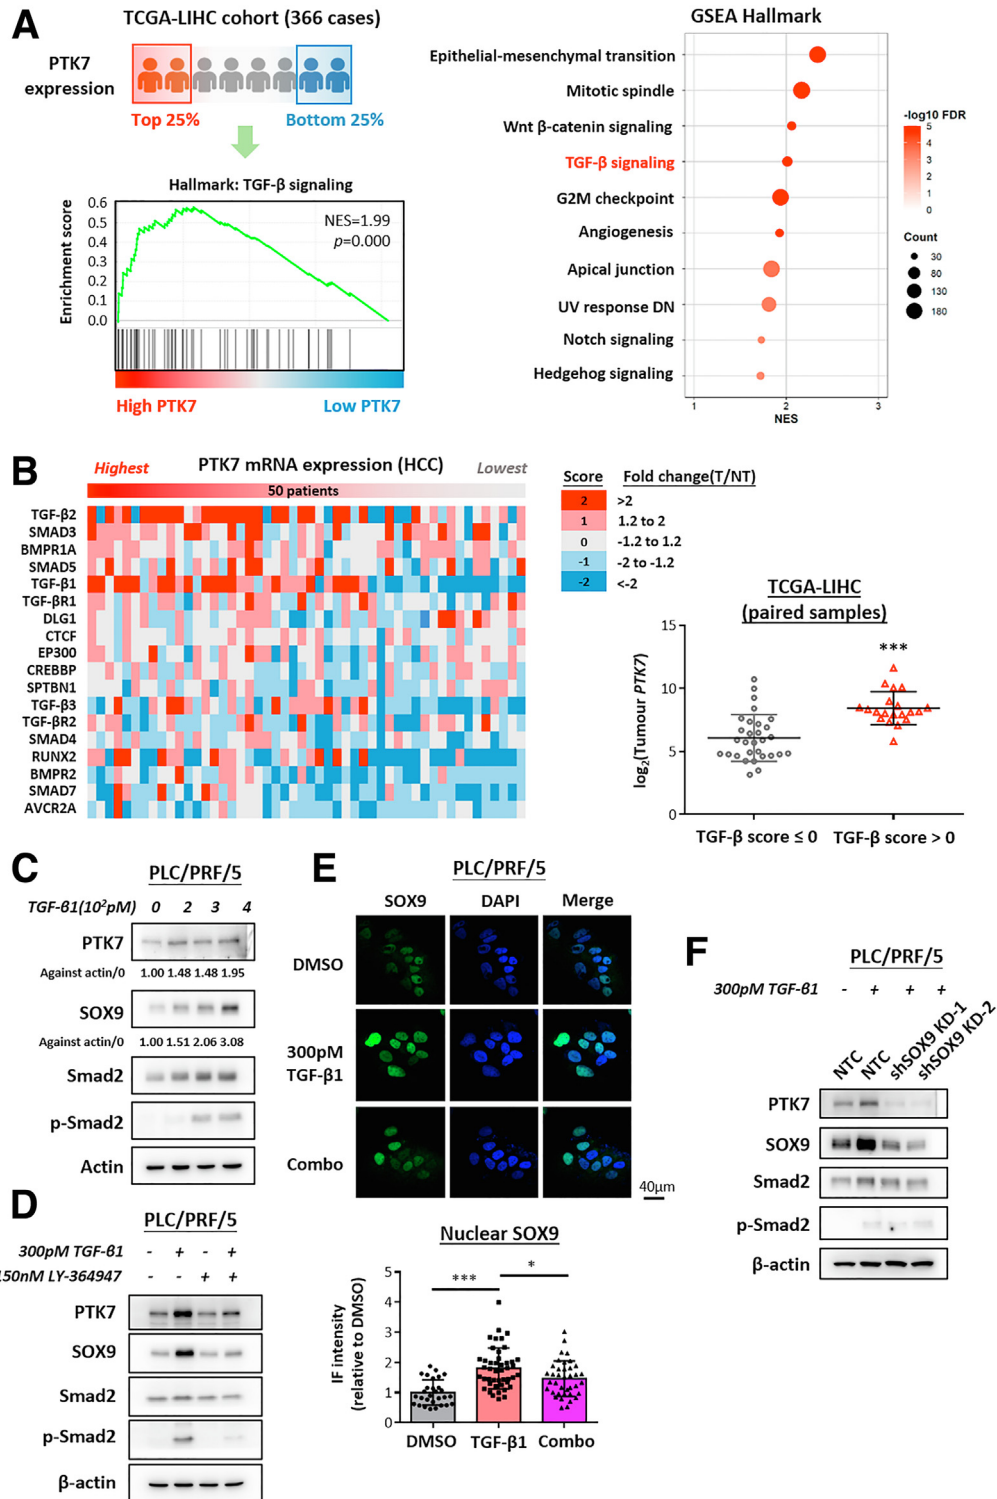 A
TCGA-LIHC cohort (366 cases)
PTK7
expression
Top 25%
Bottom 25%
Hallmark: TGF-β signaling
Enrichment score
0.6
0.5
0.4
0.3
0.2
0.1
0.0
NES=1.99
p=0.000
High PTK7
Low PTK7
GSEA Hallmark
Epithelial-mesenchymal transition
Mitotic spindle
Wnt β-catenin signaling
TGF-β signaling
G2M checkpoint
Angiogenesis
Apical junction
UV response DN
Notch signaling
Hedgehog signaling
1
2
3
NES
-log10 FDR
5
4
3
2
1
0
Count
30
80
130
180
B
Highest
PTK7 mRNA expression (HCC)
Lowest
50 patients
TGF-β2
SMAD3
BMPR1A
SMAD5
TGF-β1
TGF-βR1
DLG1
CTCF
EP300
CREBBP
SPTBN1
TGF-β3
TGF-βR2
SMAD4
RUNX2
BMPR2
SMAD7
AVCR2A
Score
Fold change(T/NT)
2 >2
1 1.2 to 2
0 -1.2 to 1.2
-1 -2 to -1.2
-2 <-2
TCGA-LIHC
(paired samples)
log2(Tumour PTK7)
15
10
5
0
***
TGF-β score ≤ 0
TGF-β score > 0
C
PLC/PRF/5
TGF-β1(10²pM) 0 2 3 4
PTK7
Against actin/0 1.00 1.48 1.48 1.95
SOX9
Against actin/0 1.00 1.51 2.06 3.08
Smad2
p-Smad2
Actin
D
PLC/PRF/5
300pM TGF-β1 - + - +
150nM LY-364947 - - + +
PTK7
SOX9
Smad2
p-Smad2
β-actin
E
PLC/PRF/5
SOX9 DAPI Merge
DMSO
300pM
TGF-β1
Combo
40μm
Nuclear SOX9
IF intensity
(relative to DMSO)
5
4
3
2
1
0
***
*
DMSO TGF-β1 Combo
F
PLC/PRF/5
300pM TGF-β1 - + + +
NTC
NTC
shSOX9 KD-1
shSOX9 KD-2
PTK7
SOX9
Smad2
p-Smad2
β-actin